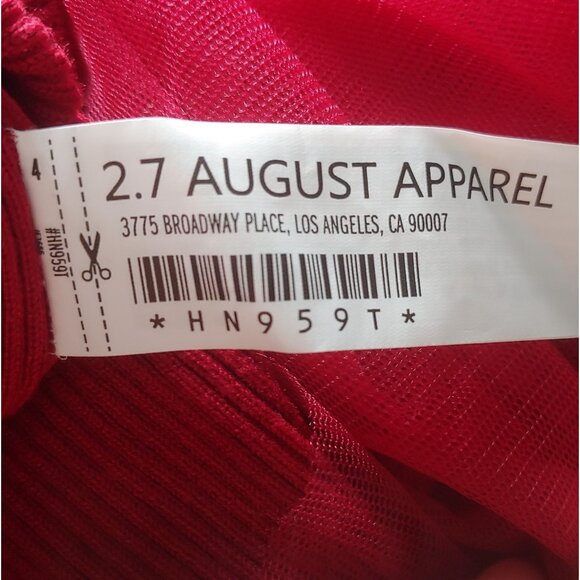 2.7 AUGUST APPAREL
3775 BROADWAY PLACE, LOS ANGELES, CA 90007
*HN959T*
4
#HN959T